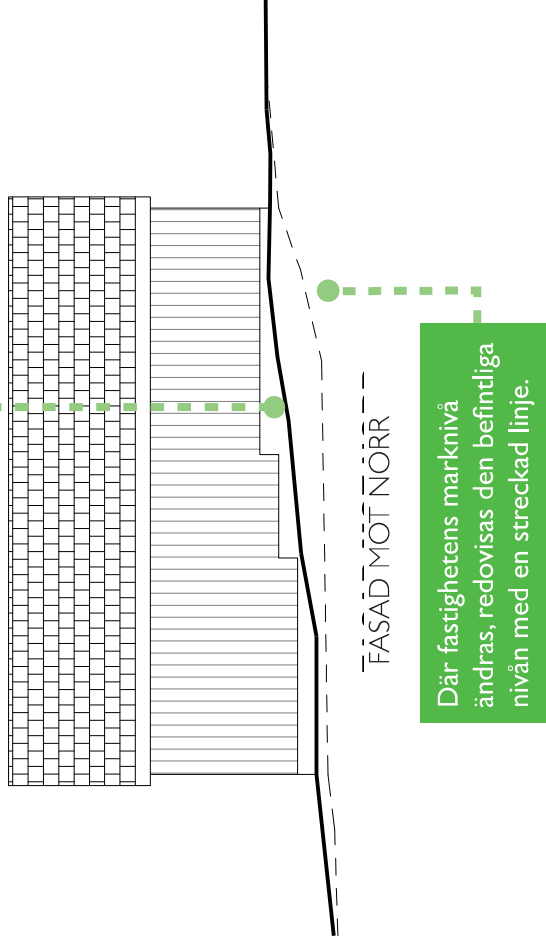 FASAD MOT NORR
Där fastighetens marknivå
ändras, redovisas den befintliga
nivån med en streckad linje.